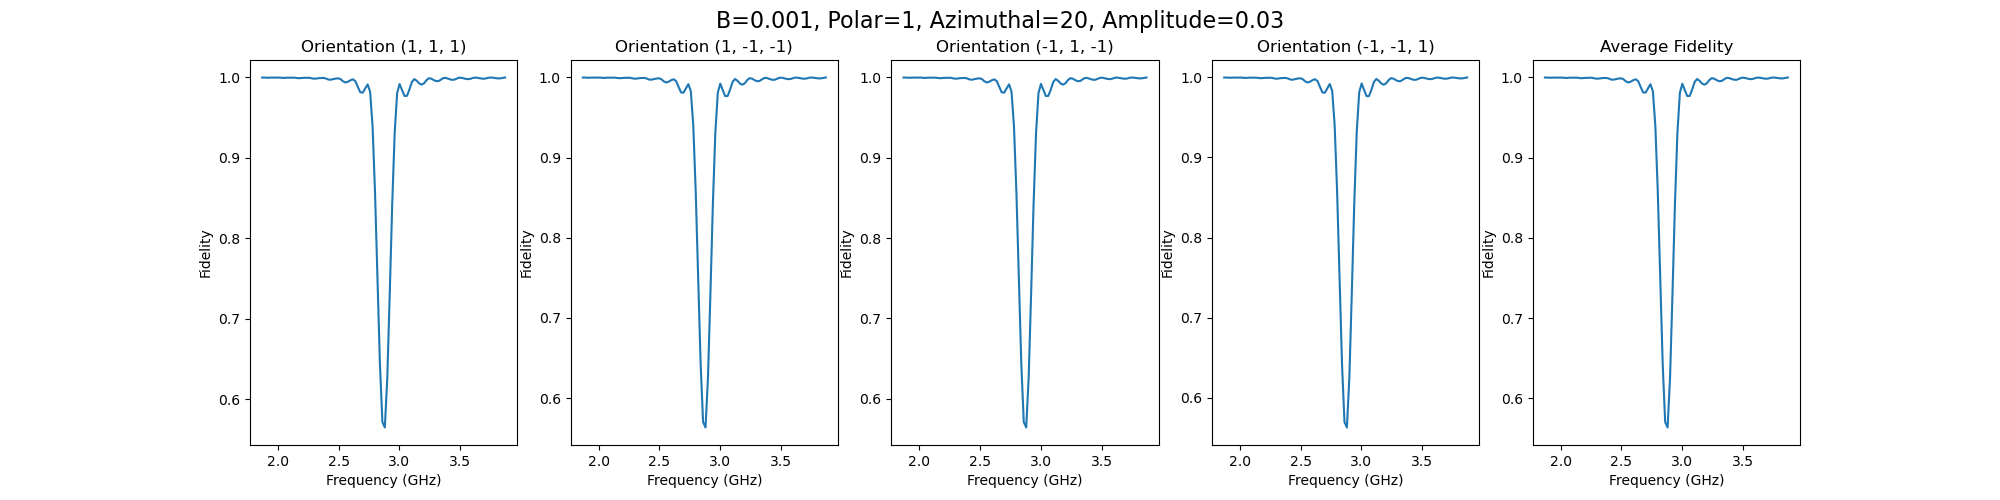 B=0.001, Polar=1, Azimuthal=20, Amplitude=0.03
Orientation (1, 1, 1)
Fidelity
1.0
0.9
0.8
0.7
0.6
2.0 2.5 3.0 3.5
Frequency (GHz)
Orientation (1, -1, -1)
Fidelity
1.0
0.9
0.8
0.7
0.6
2.0 2.5 3.0 3.5
Frequency (GHz)
Orientation (-1, 1, -1)
Fidelity
1.0
0.9
0.8
0.7
0.6
2.0 2.5 3.0 3.5
Frequency (GHz)
Orientation (-1, -1, 1)
Fidelity
1.0
0.9
0.8
0.7
0.6
2.0 2.5 3.0 3.5
Frequency (GHz)
Average Fidelity
Fidelity
1.0
0.9
0.8
0.7
0.6
2.0 2.5 3.0 3.5
Frequency (GHz)